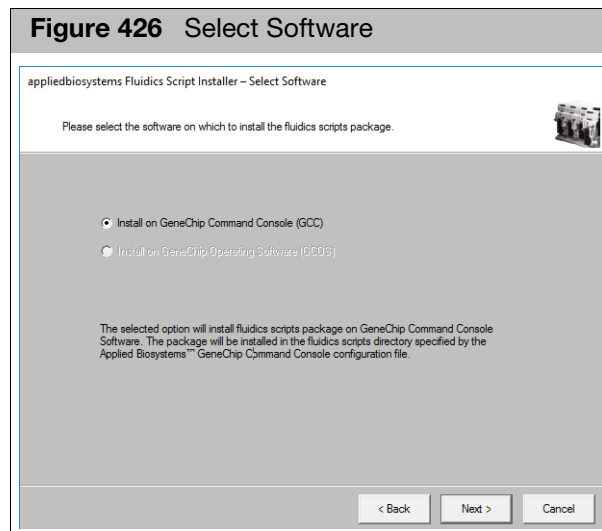 Figure 426 Select Software
appliedbiosystems Fluidics Script Installer – Select Software
Please select the software on which to install the fluidics scripts package.
Install on GeneChip Command Console (GCC)
Install on GeneChip Operating Software (GCOS)
The selected option will install fluidics scripts package on GeneChip Command Console
Software. The package will be installed in the fluidics scripts directory specified by the
Applied Biosystems™ GeneChip Command Console configuration file.
< Back Next > Cancel